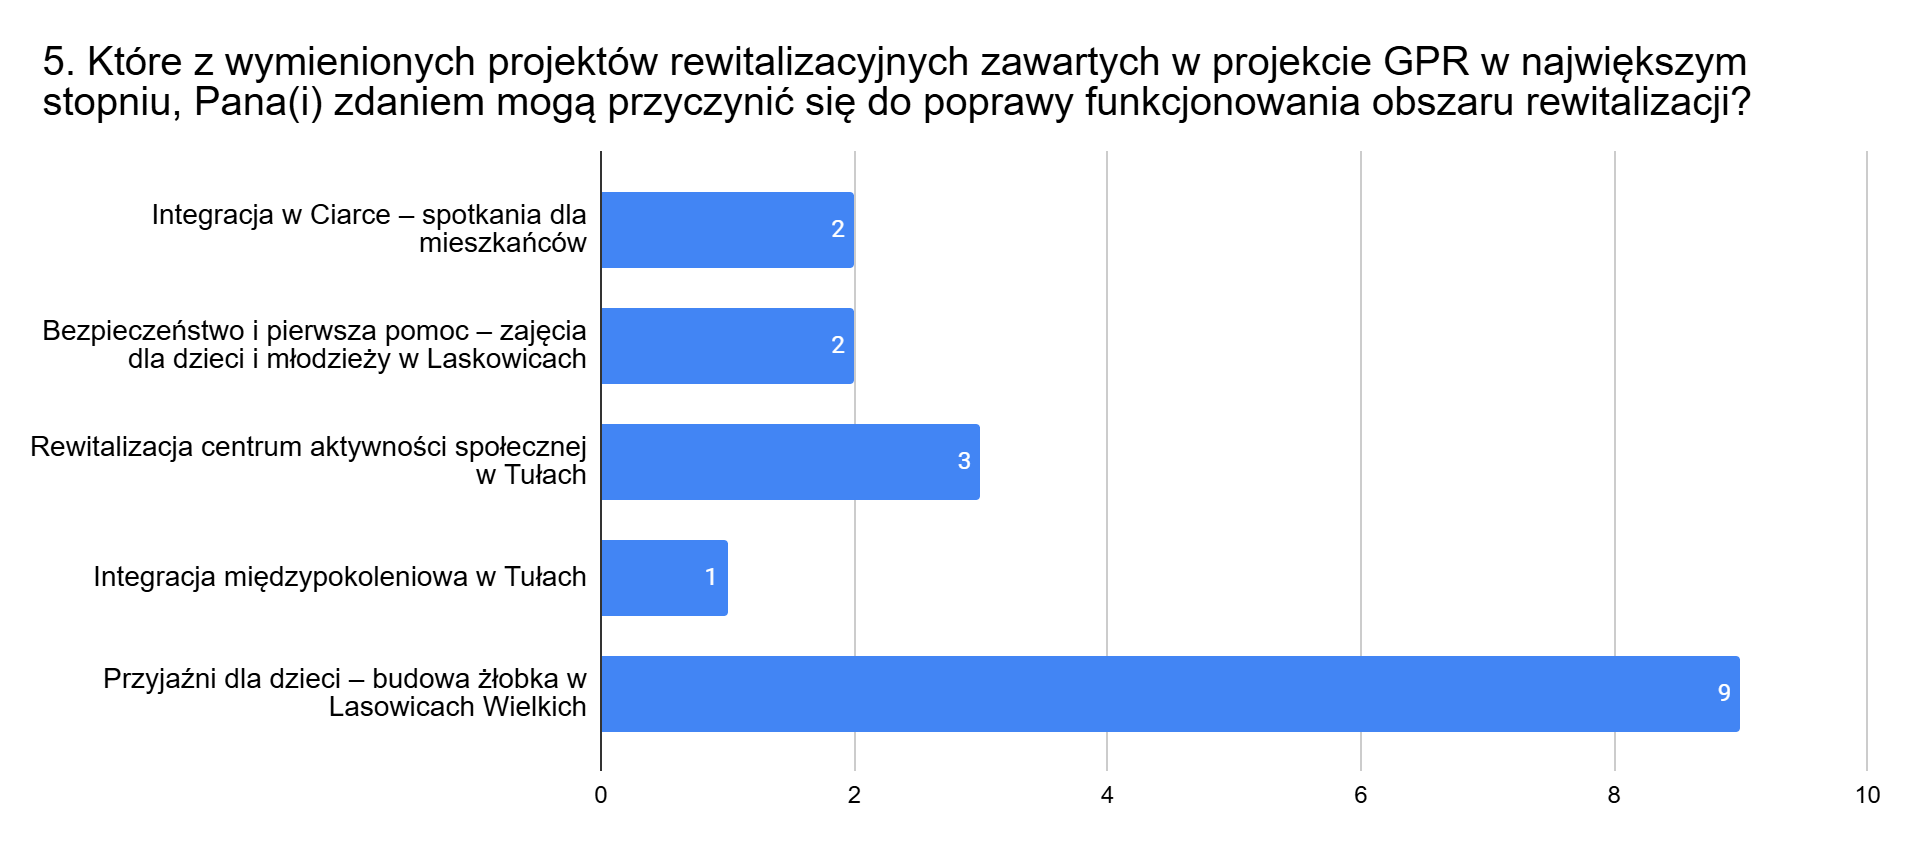 5. Które z wymienionych projektów rewitalizacyjnych zawartych w projekcie GPR w największym
stopniu, Pana(i) zdaniem mogą przyczynić się do poprawy funkcjonowania obszaru rewitalizacji?
Integracja w Ciarce – spotkania dla
mieszkańców
2
Bezpieczeństwo i pierwsza pomoc – zajęcia
dla dzieci i młodzieży w Laskowicach
2
Rewitalizacja centrum aktywności społecznej
w Tułach
3
Integracja międzypokoleniowa w Tułach
1
Przyjaźni dla dzieci – budowa żłobka w
Lasowicach Wielkich
9
0 2 4 6 8 10